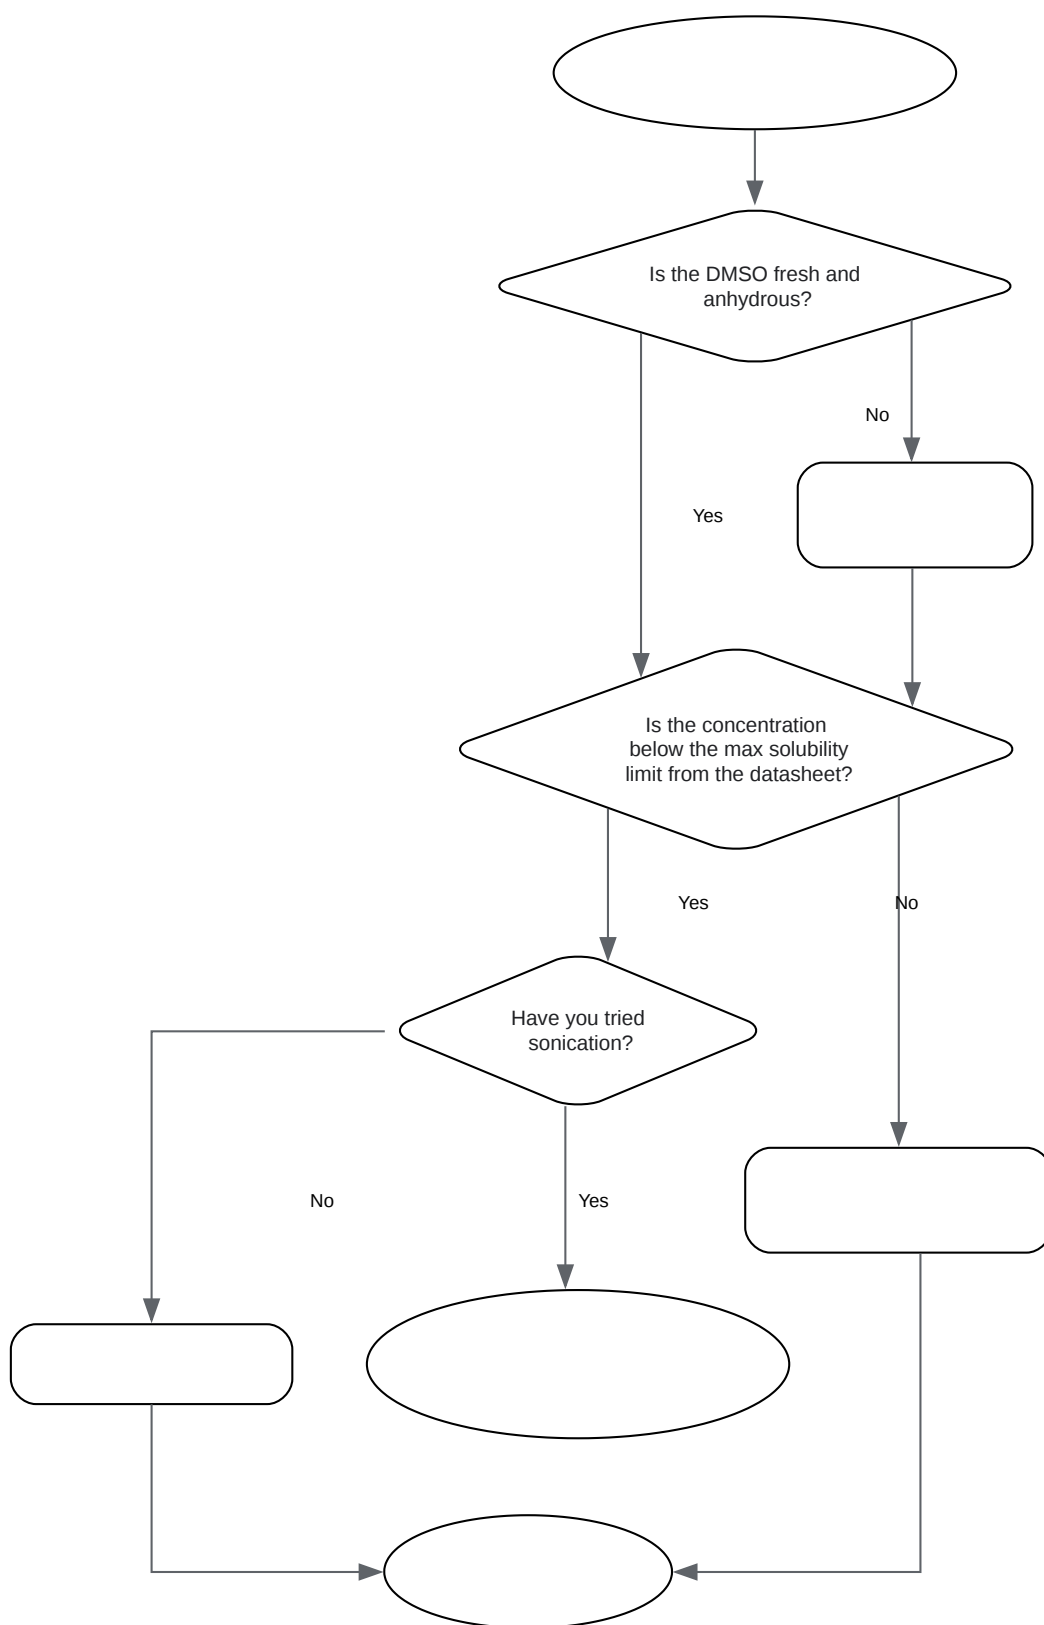 Is the DMSO fresh and
anhydrous?
No
Yes
Is the concentration
below the max solubility
limit from the datasheet?
Yes
No
Have you tried
sonication?
No
Yes